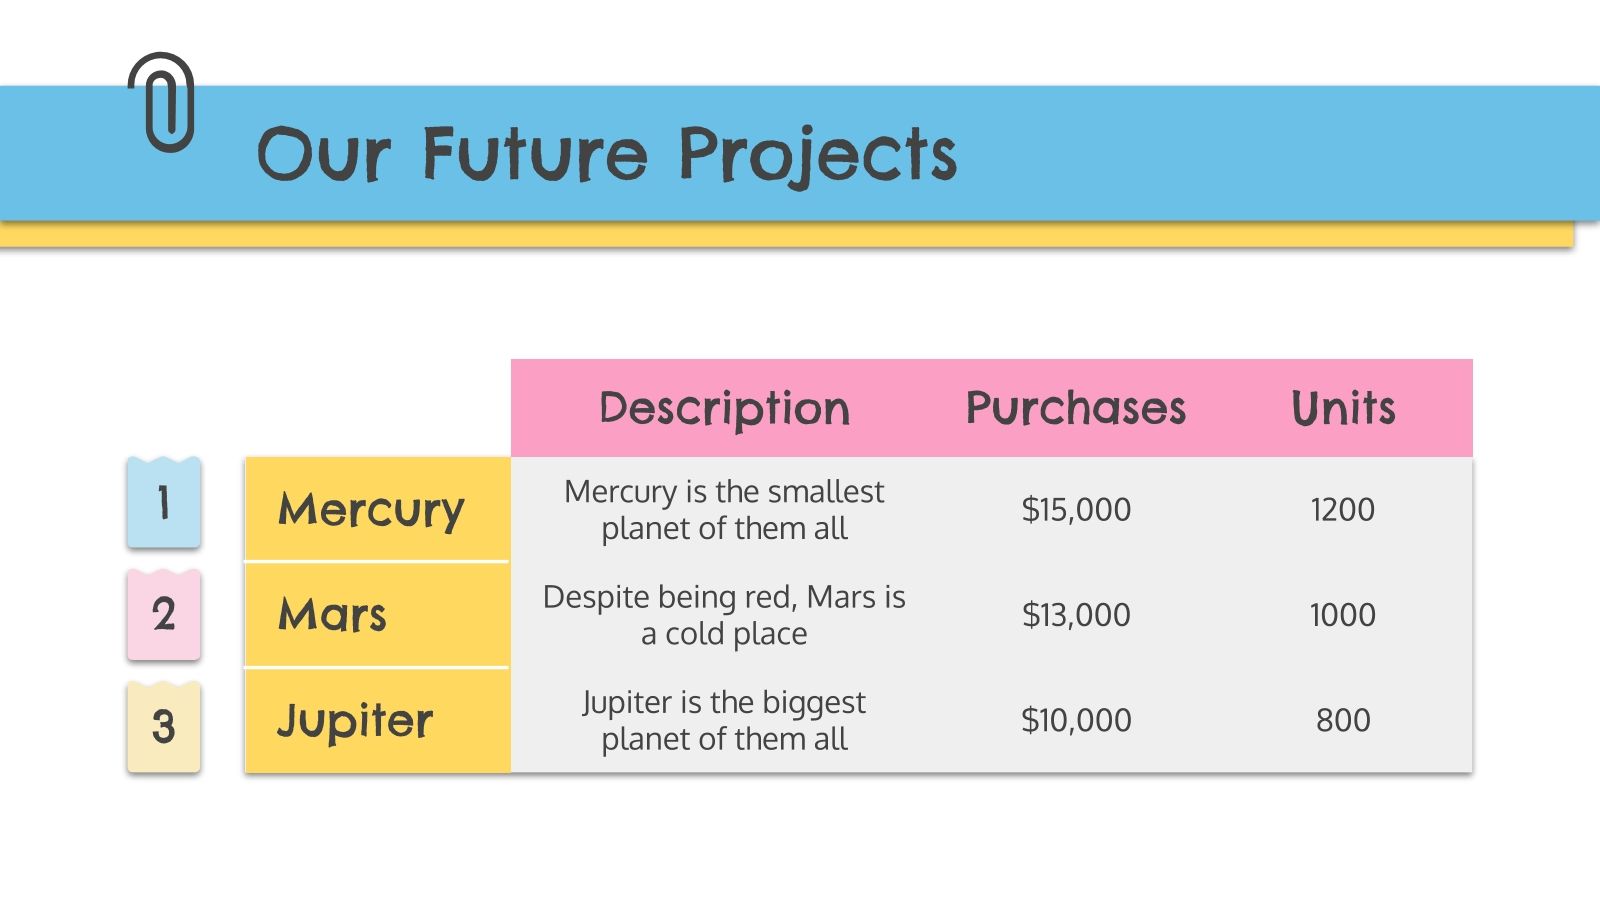 Our Future Projects
Description Purchases Units
1 Mercury Mercury is the smallest planet of them all $15,000 1200
2 Mars Despite being red, Mars is a cold place $13,000 1000
3 Jupiter Jupiter is the biggest planet of them all $10,000 800